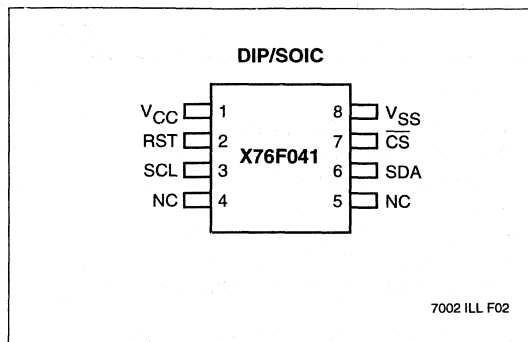 DIP/SOIC
VCC 1 8 VSS
RST 2 7 CS
X76F041
SCL 3 6 SDA
NC 4 5 NC
7002 ILL F02